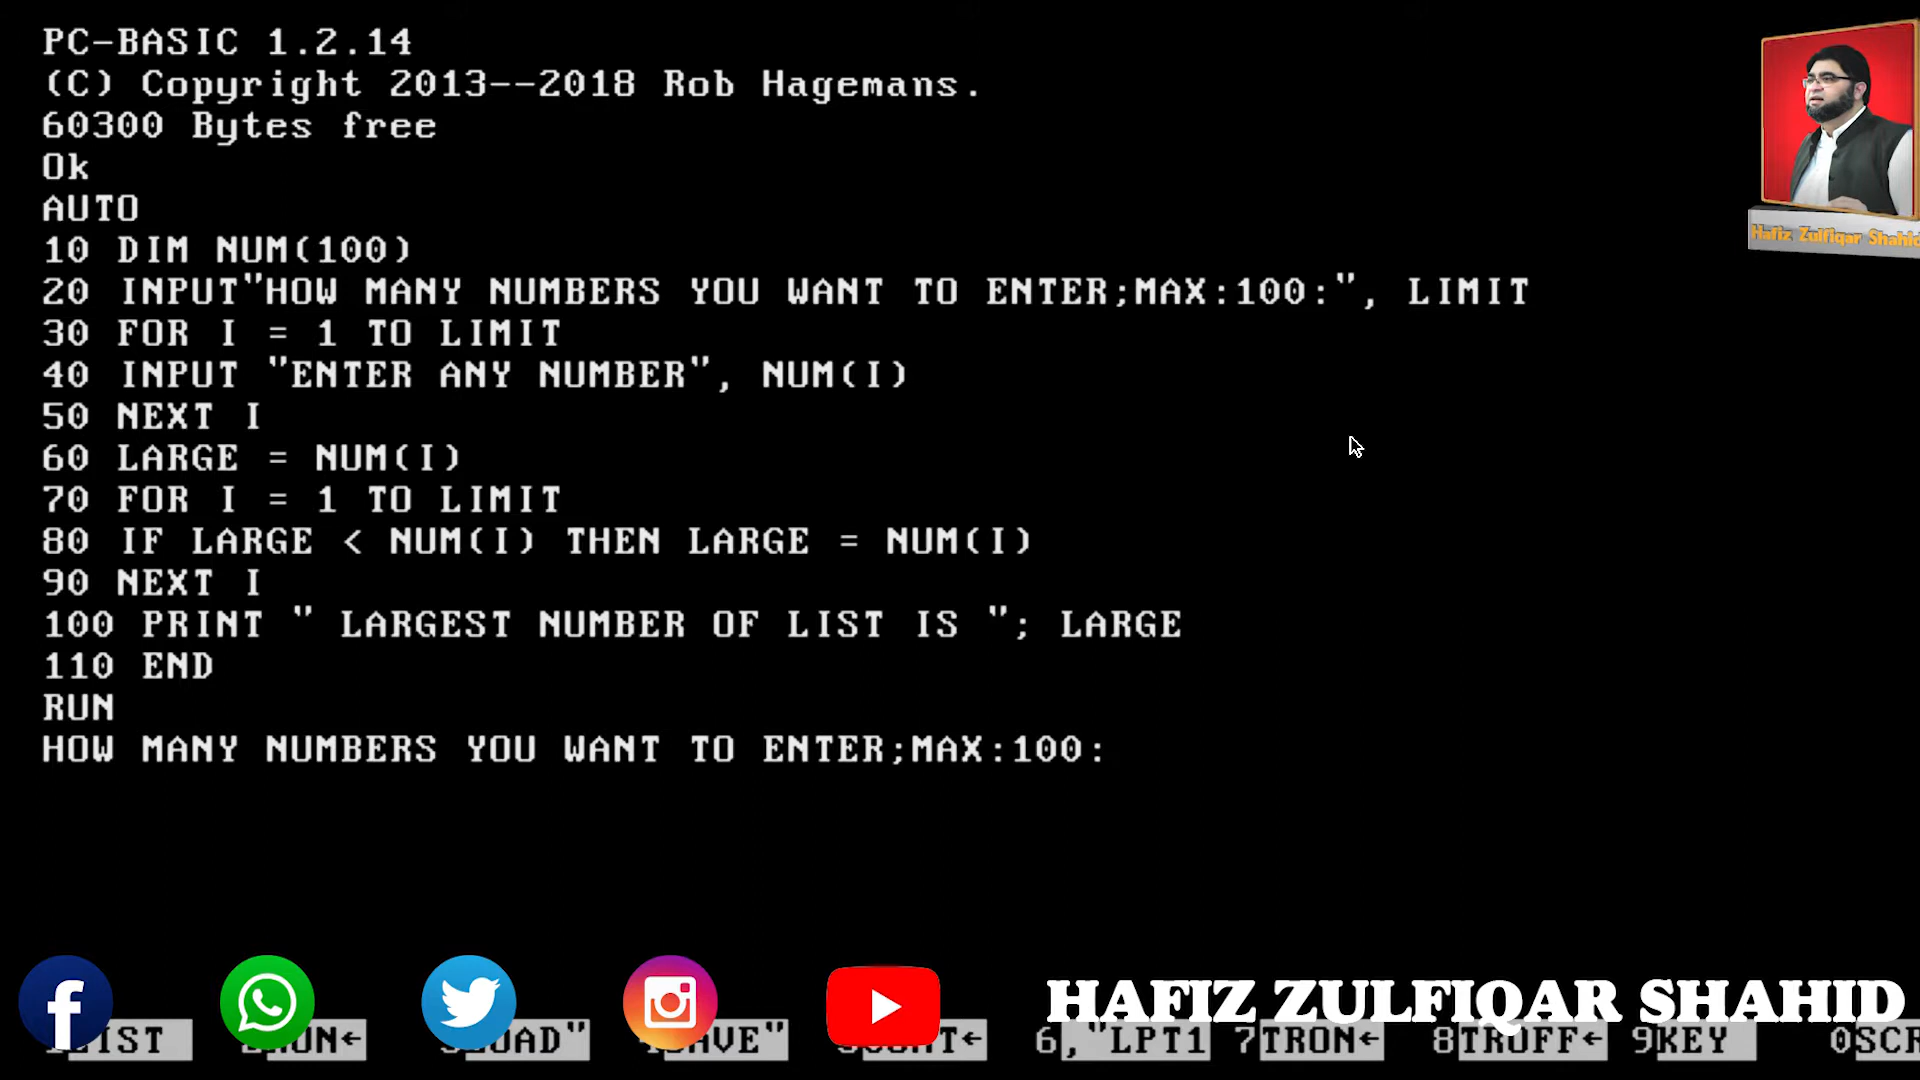 PC-BASIC 1.2.14
(C) Copyright 2013--2018 Rob Hagemans.
60300 Bytes free
Ok
AUTO
10 DIM NUM(100)
20 INPUT"HOW MANY NUMBERS YOU WANT TO ENTER;MAX:100:", LIMIT
30 FOR I = 1 TO LIMIT
40 INPUT "ENTER ANY NUMBER", NUM(I)
50 NEXT I
60 LARGE = NUM(I)
70 FOR I = 1 TO LIMIT
80 IF LARGE < NUM(I) THEN LARGE = NUM(I)
90 NEXT I
100 PRINT " LARGEST NUMBER OF LIST IS "; LARGE
110 END
RUN
HOW MANY NUMBERS YOU WANT TO ENTER;MAX:100:
Hafiz Zulfiqar Shahid
HAFIZ ZULFIQAR SHAHID
6,"LPT1 7TRON← 8TROFF← 9KEY